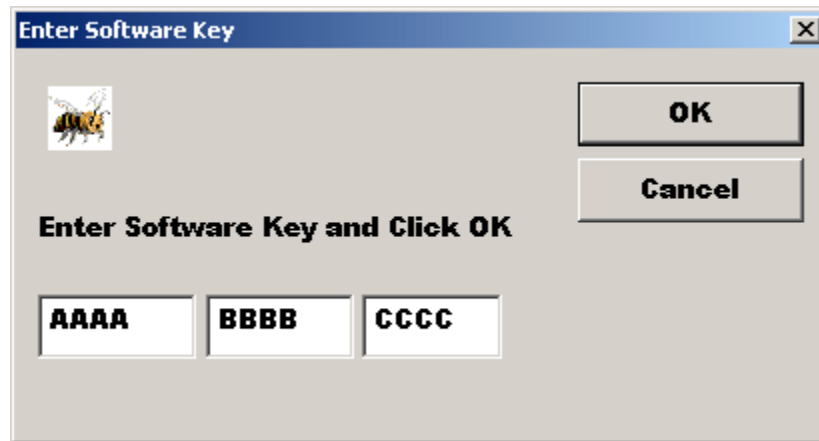 Enter Software Key
OK
Cancel
Enter Software Key and Click OK
AAAA BBBB CCCC